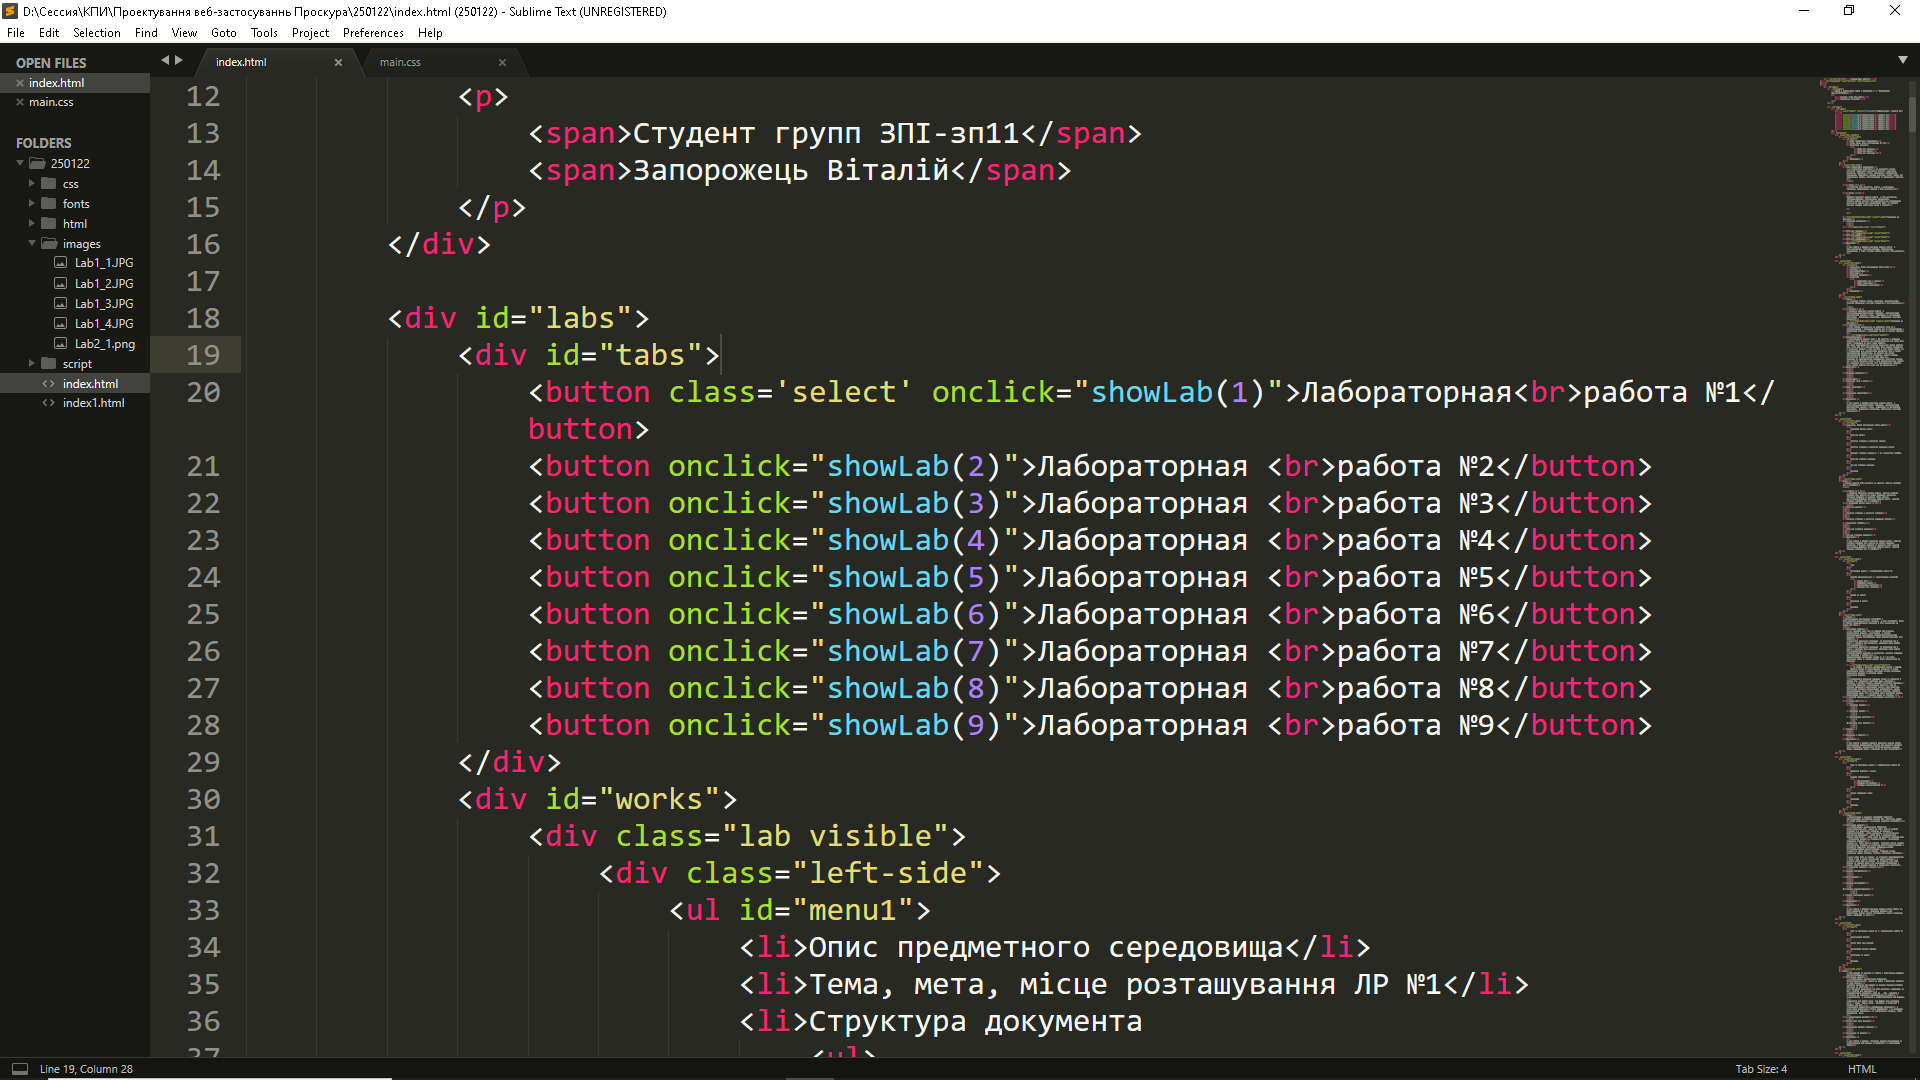 D:\Сессия\КПИ\Проектування веб-застосуваннь Проскура\250122\index.html (250122) - Sublime Text (UNREGISTERED)
File Edit Selection Find View Goto Tools Project Preferences Help
OPEN FILES
index.html
main.css
FOLDERS
250122
css
fonts
html
images
Lab1_1.JPG
Lab1_2.JPG
Lab1_3.JPG
Lab1_4.JPG
Lab2_1.png
script
index.html
index1.html
index.html main.css
12 <p>
13 <span>Студент групп ЗПІ-зп11</span>
14 <span>Запорожець Віталій</span>
15 </p>
16 </div>
17
18 <div id="labs">
19 <div id="tabs">
20 <button class='select' onclick="showLab(1)">Лабораторная<br>работа №1</
button>
21 <button onclick="showLab(2)">Лабораторная <br>работа №2</button>
22 <button onclick="showLab(3)">Лабораторная <br>работа №3</button>
23 <button onclick="showLab(4)">Лабораторная <br>работа №4</button>
24 <button onclick="showLab(5)">Лабораторная <br>работа №5</button>
25 <button onclick="showLab(6)">Лабораторная <br>работа №6</button>
26 <button onclick="showLab(7)">Лабораторная <br>работа №7</button>
27 <button onclick="showLab(8)">Лабораторная <br>работа №8</button>
28 <button onclick="showLab(9)">Лабораторная <br>работа №9</button>
29 </div>
30 <div id="works">
31 <div class="lab visible">
32 <div class="left-side">
33 <ul id="menu1">
34 <li>Опис предметного середовища</li>
35 <li>Тема, мета, місце розташування ЛР №1</li>
36 <li>Структура документа
37 <ul>
Line 19, Column 28 Tab Size: 4 HTML